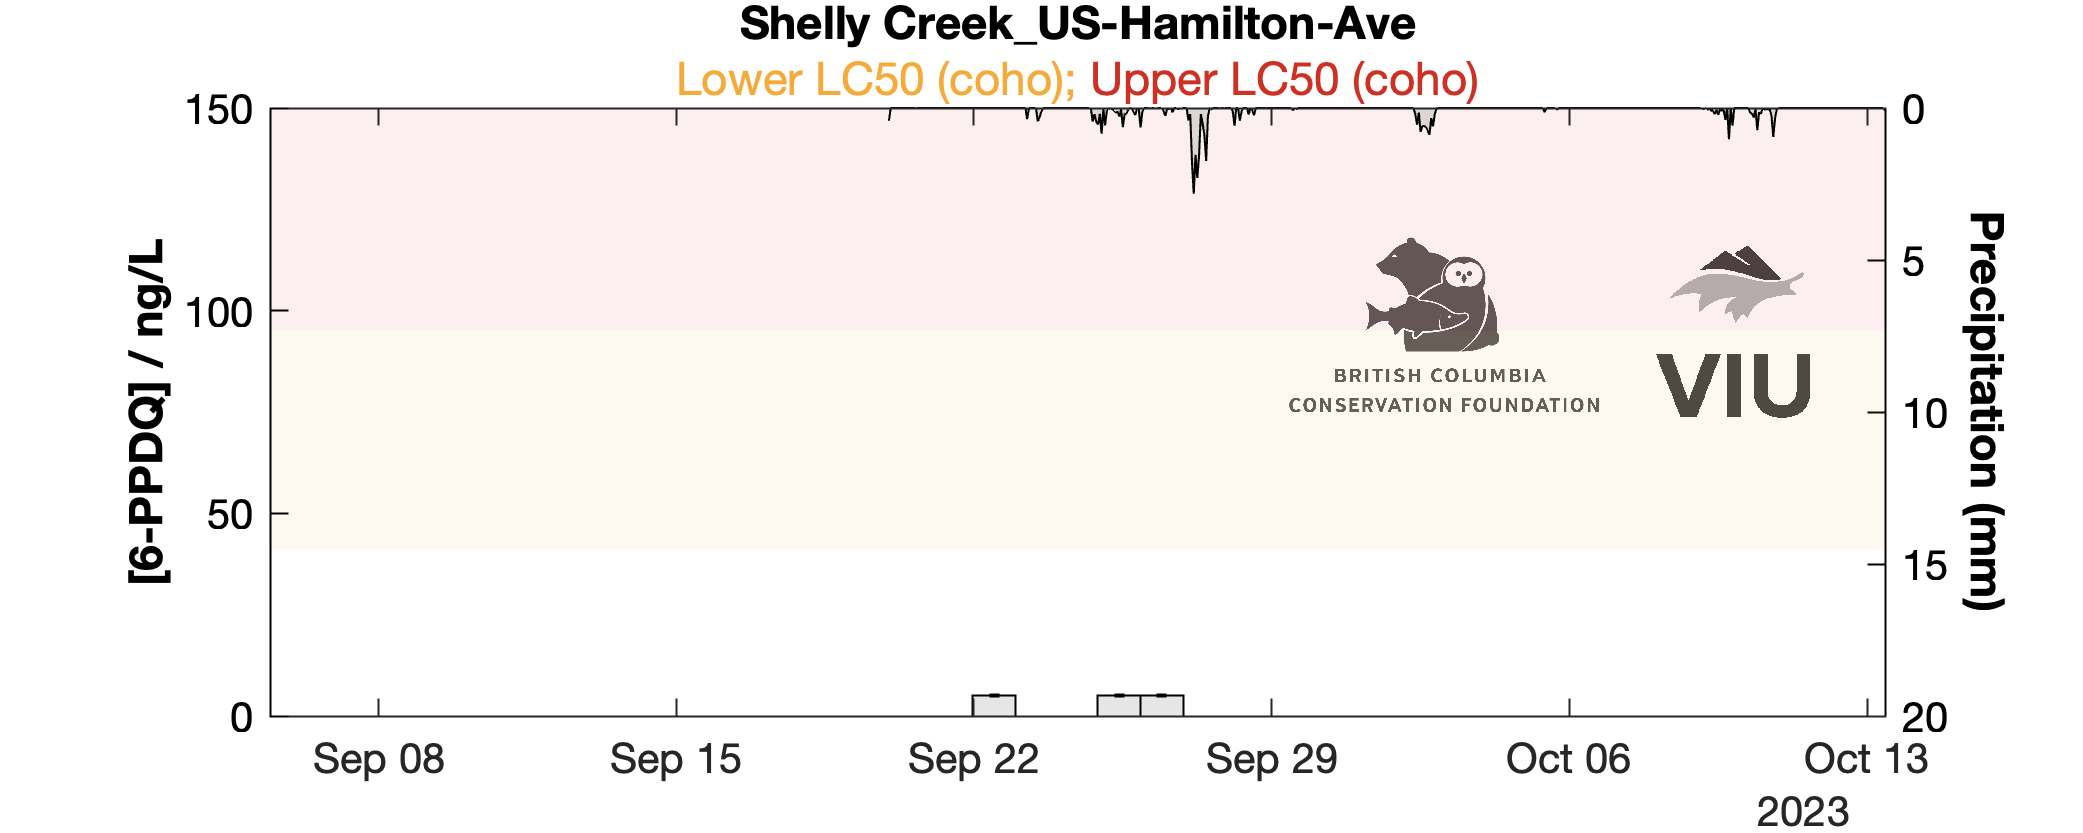 Shelly Creek_US-Hamilton-Ave
Lower LC50 (coho); Upper LC50 (coho)
150
100
50
0
[6-PPDQ] / ng/L
0
5
10
15
20
Precipitation (mm)
BRITISH COLUMBIA
CONSERVATION FOUNDATION
VIU
Sep 08
Sep 15
Sep 22
Sep 29
Oct 06
Oct 13
2023